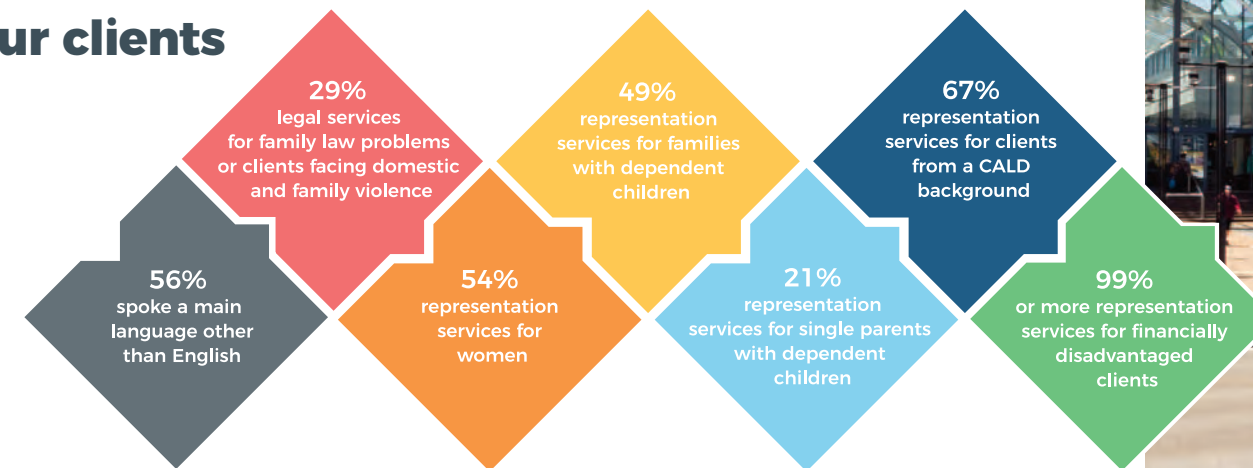 ur clients
29%
legal services
for family law problems
or clients facing domestic
and family violence
49%
representation
services for families
with dependent
children
67%
representation
services for clients
from a CALD
background
56%
spoke a main
language other
than English
54%
representation
services for
women
21%
representation
services for single parents
with dependent
children
99%
or more representation
services for financially
disadvantaged
clients